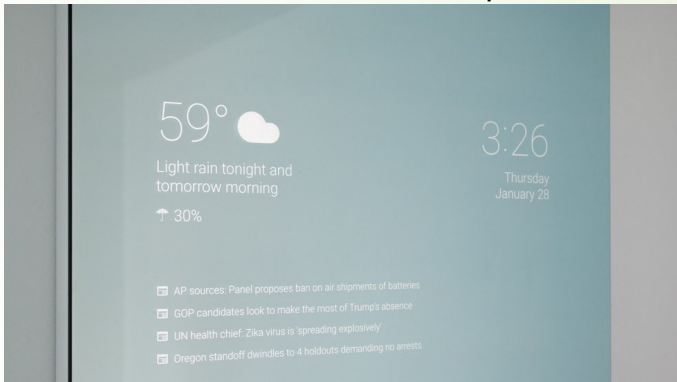 59°
Light rain tonight and
tomorrow morning
30%
3:26
Thursday
January 28
AP sources: Panel proposes ban on air shipments of batteries
GOP candidates look to make the most of Trump's absence
UN health chief: Zika virus is 'spreading explosively'
Oregon standoff dwindles to 4 holdouts demanding no arrests